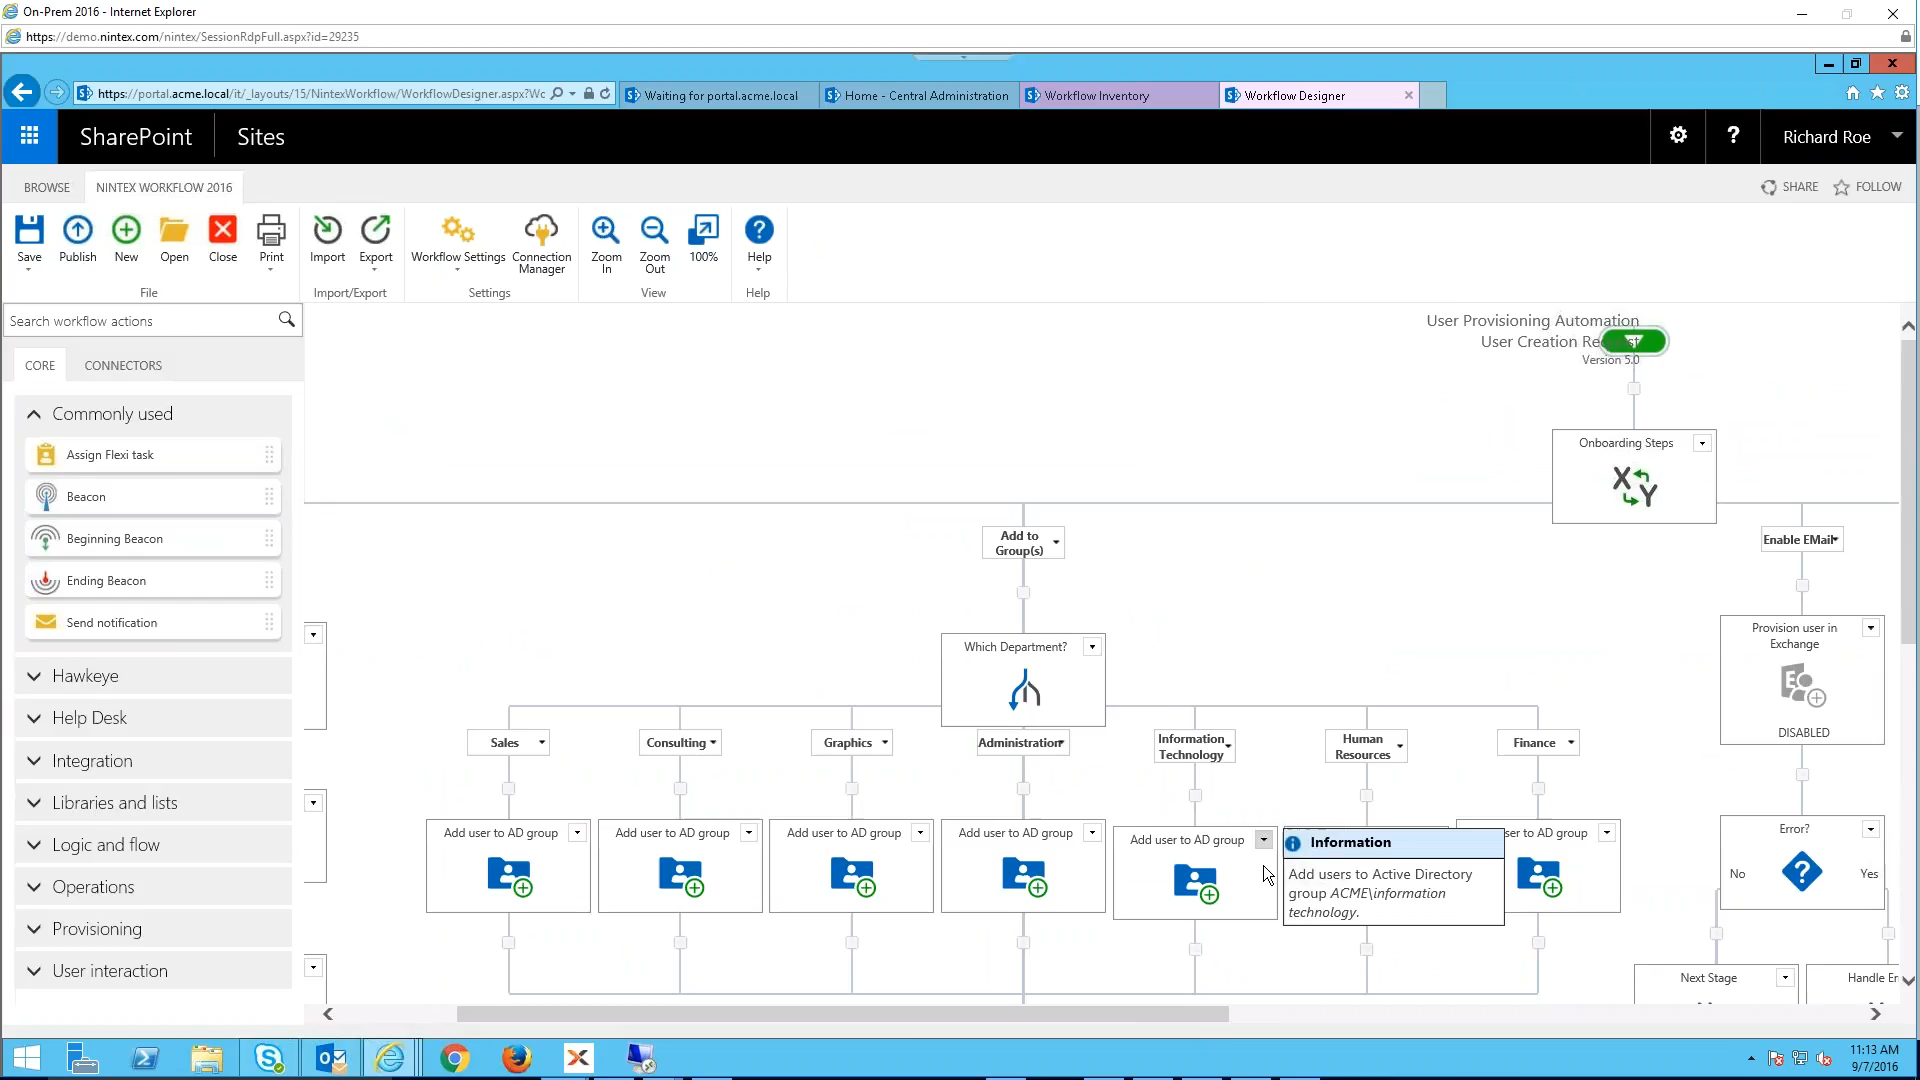 On-Prem 2016 - Internet Explorer
https://demo.nintex.com/nintex/SessionRdpFull.aspx?id=29235
https://portal.acme.local/it/_layouts/15/NintexWorkflow/WorkflowDesigner.aspx?Wc
Waiting for portal.acme.local
Home - Central Administration
Workflow Inventory
Workflow Designer
SharePoint
Sites
?
Richard Roe
BROWSE
NINTEX WORKFLOW 2016
SHARE
FOLLOW
Save
Publish
New
Open
Close
Print
Import
Export
Workflow Settings
Connection
Manager
Zoom
In
Zoom
Out
100%
Help
File
Import/Export
Settings
View
Help
Search workflow actions
CORE
CONNECTORS
Commonly used
Assign Flexi task
Beacon
Beginning Beacon
Ending Beacon
Send notification
Hawkeye
Help Desk
Integration
Libraries and lists
Logic and flow
Operations
Provisioning
User interaction
User Provisioning Automation
User Creation Request
Version 5.0
Onboarding Steps
X
Y
Add to
Group(s)
Enable EMail
Which Department?
Provision user in
Exchange
DISABLED
Sales
Consulting
Graphics
Administration
Information
Technology
Human
Resources
Finance
Add user to AD group
Add user to AD group
Add user to AD group
Add user to AD group
Add user to AD group
ser to AD group
Information
Add users to Active Directory
group ACME\information
technology.
Error?
No
Yes
Next Stage
Handle Er
11:13 AM
9/7/2016